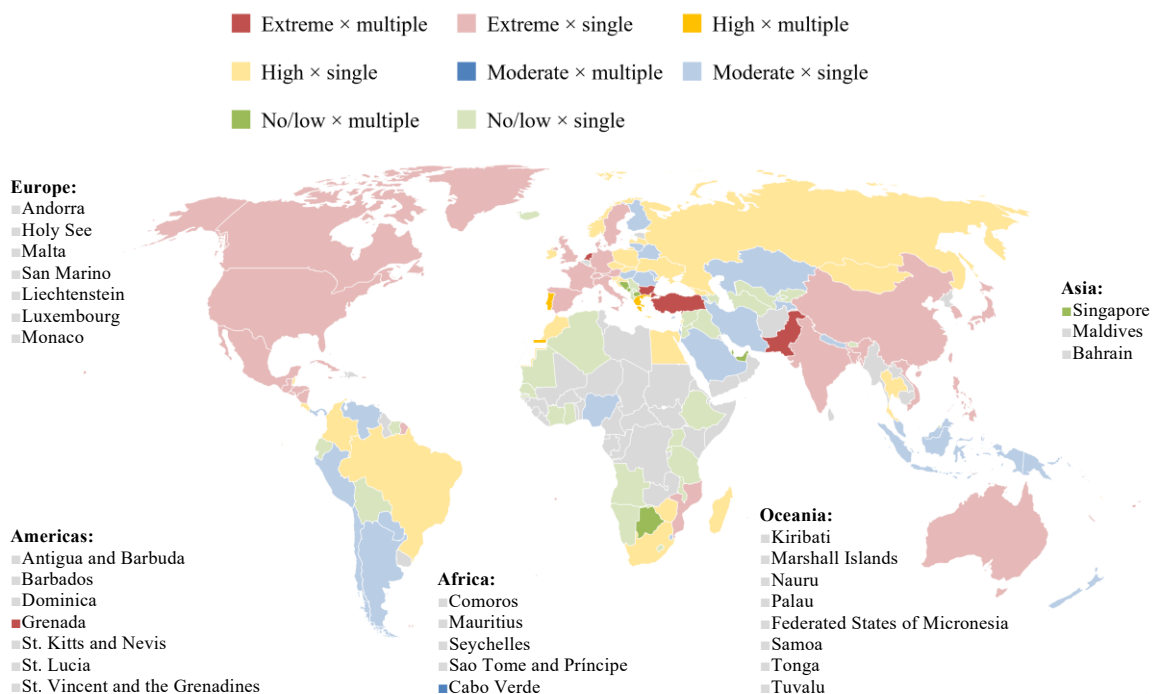 Extreme × multiple
Extreme × single
High × multiple
High × single
Moderate × multiple
Moderate × single
No/low × multiple
No/low × single
Europe:
Andorra
Holy See
Malta
San Marino
Liechtenstein
Luxembourg
Monaco
Asia:
Singapore
Maldives
Bahrain
Americas:
Antigua and Barbuda
Barbados
Dominica
Grenada
St. Kitts and Nevis
St. Lucia
St. Vincent and the Grenadines
Africa:
Comoros
Mauritius
Seychelles
Sao Tome and Príncipe
Cabo Verde
Oceania:
Kiribati
Marshall Islands
Nauru
Palau
Federated States of Micronesia
Samoa
Tonga
Tuvalu